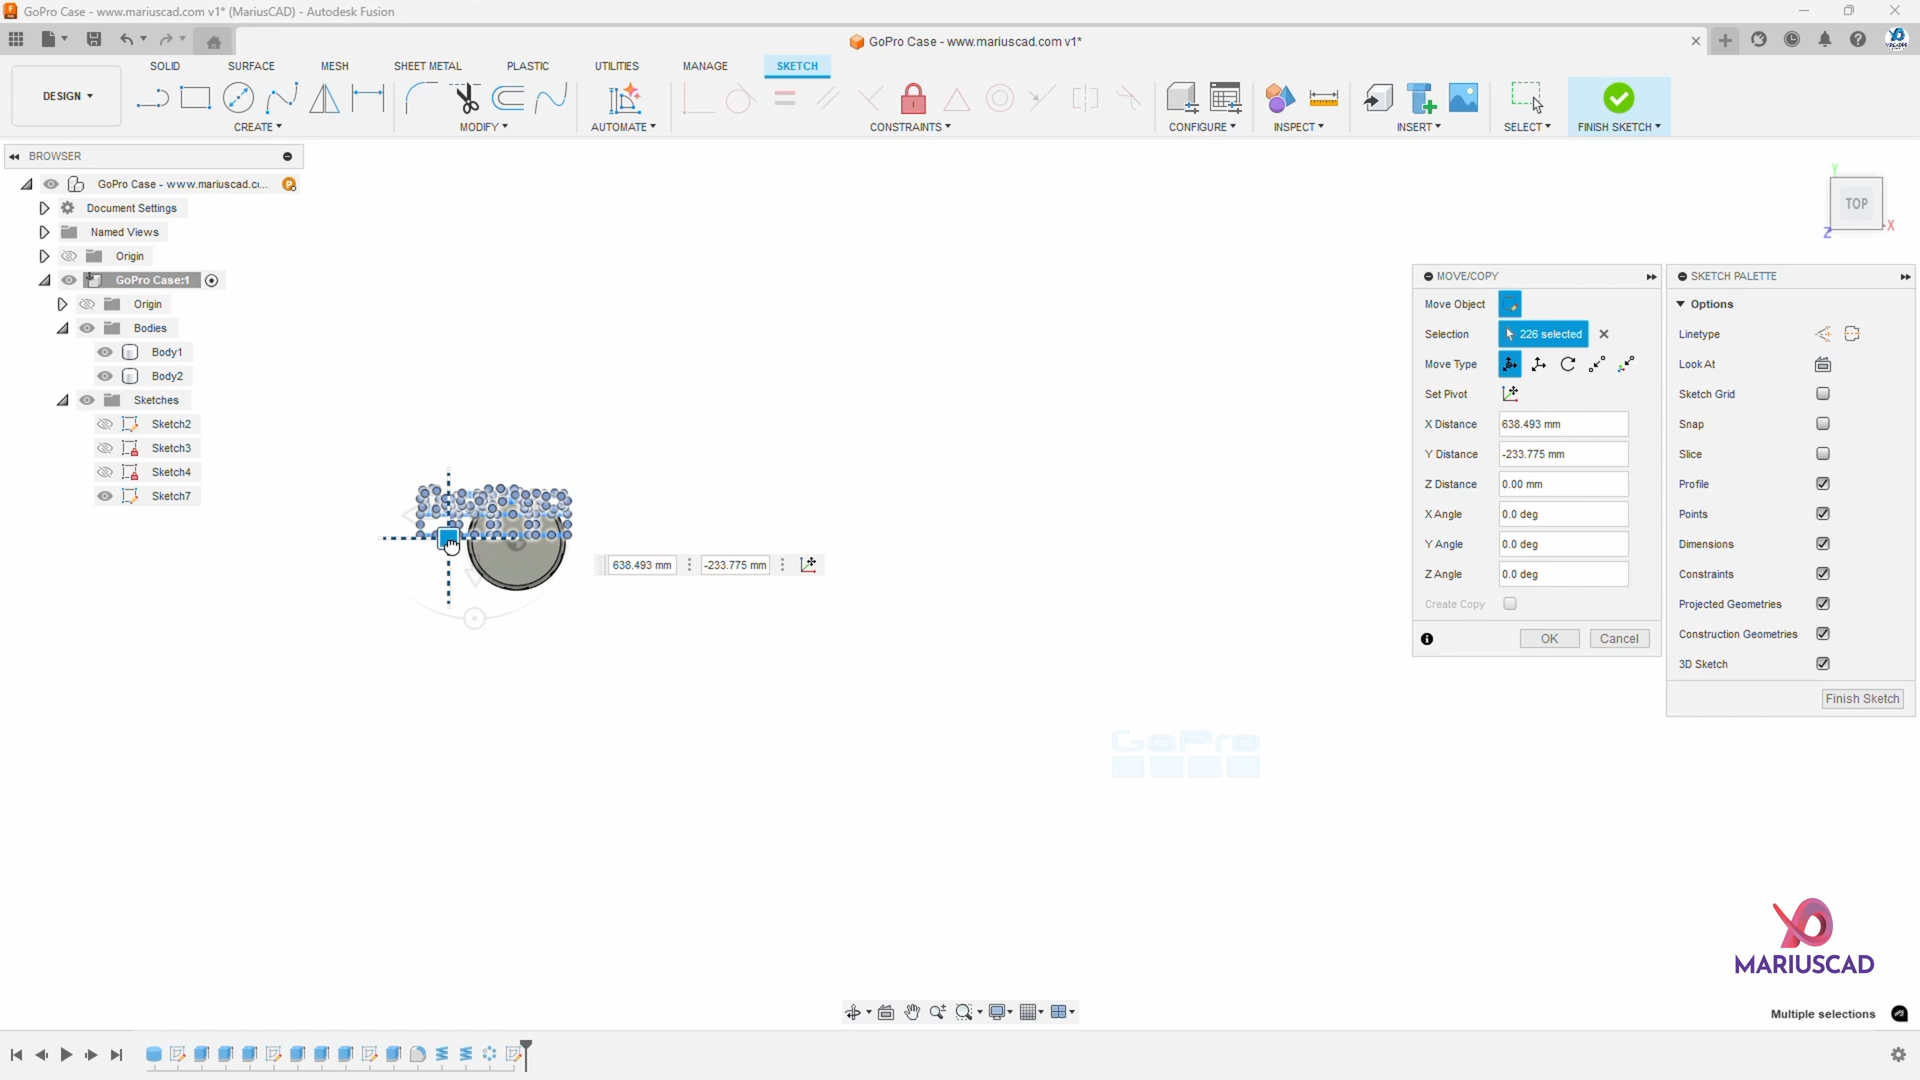 GoPro Case - www.mariuscad.com v1* (MariusCAD) - Autodesk Fusion
GoPro Case - www.mariuscad.com v1*
SOLID SURFACE MESH SHEET METAL PLASTIC UTILITIES MANAGE SKETCH
DESIGN
CREATE MODIFY AUTOMATE CONSTRAINTS CONFIGURE INSPECT INSERT SELECT FINISH SKETCH
BROWSER
GoPro Case - www.mariuscad.c...
Document Settings
Named Views
Origin
GoPro Case:1
Origin
Bodies
Body1
Body2
Sketches
Sketch2
Sketch3
Sketch4
Sketch7
Y
TOP
X
Z
638.493 mm -233.775 mm
GoPro
MOVE/COPY
Move Object
Selection 226 selected
Move Type
Set Pivot
X Distance 638.493 mm
Y Distance -233.775 mm
Z Distance 0.00 mm
X Angle 0.0 deg
Y Angle 0.0 deg
Z Angle 0.0 deg
Create Copy
OK Cancel
SKETCH PALETTE
Options
Linetype
Look At
Sketch Grid
Snap
Slice
Profile
Points
Dimensions
Constraints
Projected Geometries
Construction Geometries
3D Sketch
Finish Sketch
MARIUSCAD
Multiple selections